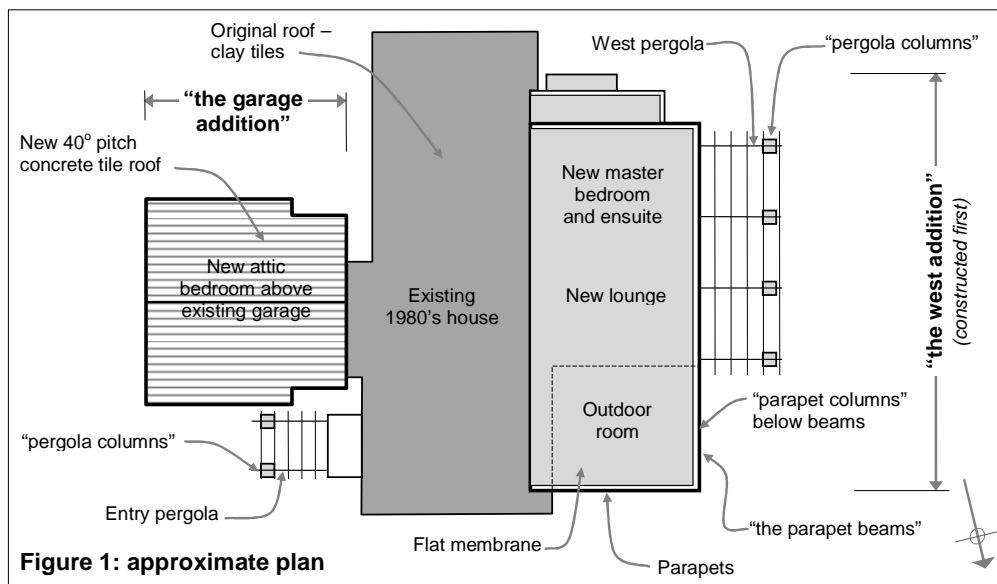 Original roof –
clay tiles
West pergola
“pergola columns”
“the garage
addition”
New 40° pitch
concrete tile roof
New master
bedroom
and ensuite
New attic
bedroom above
existing garage
Existing
1980's house
New lounge
“the west addition”
(constructed first)
Outdoor
room
“parapet columns”
below beams
“pergola columns”
Entry pergola
Flat membrane
“the parapet beams”
Parapets
Figure 1: approximate plan